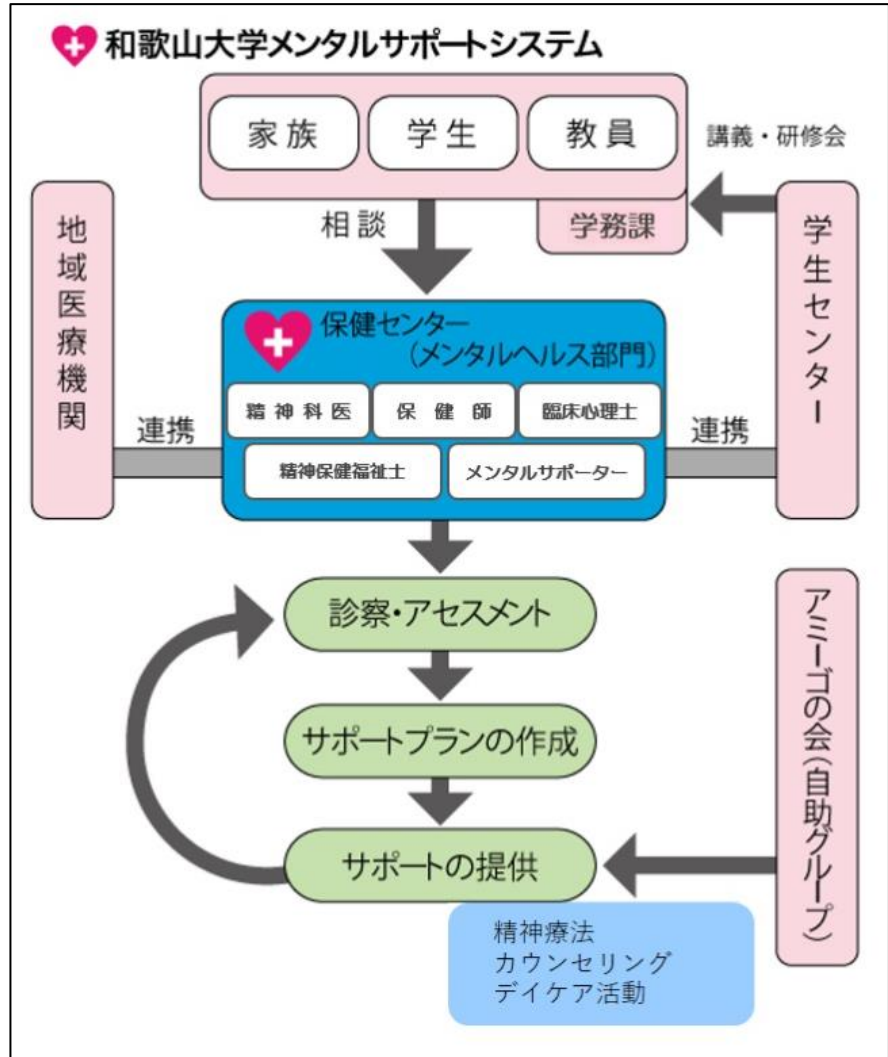 和歌山大学メンタルサポートシステム
家族
学生
教員
講義・研修会
学務課
相談
地域医療機関
学生センター
保健センター
(メンタルヘルス部門)
精神科医
保健師
臨床心理士
精神保健福祉士
メンタルサポーター
連携
連携
診察・アセスメント
サポートプランの作成
サポートの提供
アミーゴの会(自助グループ)
精神療法
カウンセリング
デイケア活動